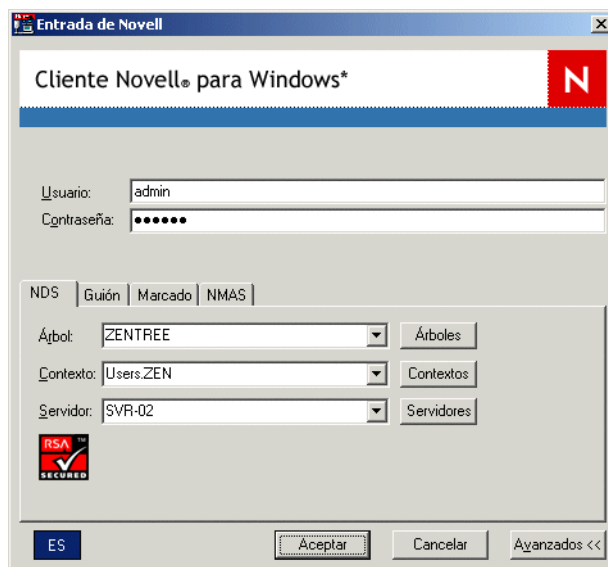 Entrada de Novell
Cliente Novell® para Windows*
N
Usuario: admin
Contraseña: ●●●●●●
NDS Guión Marcado NMAS
Árbol: ZENTREE Árboles
Contexto: Users.ZEN Contextos
Servidor: SVR-02 Servidores
RSA ™
SECURED
ES Aceptar Cancelar Avanzados <<